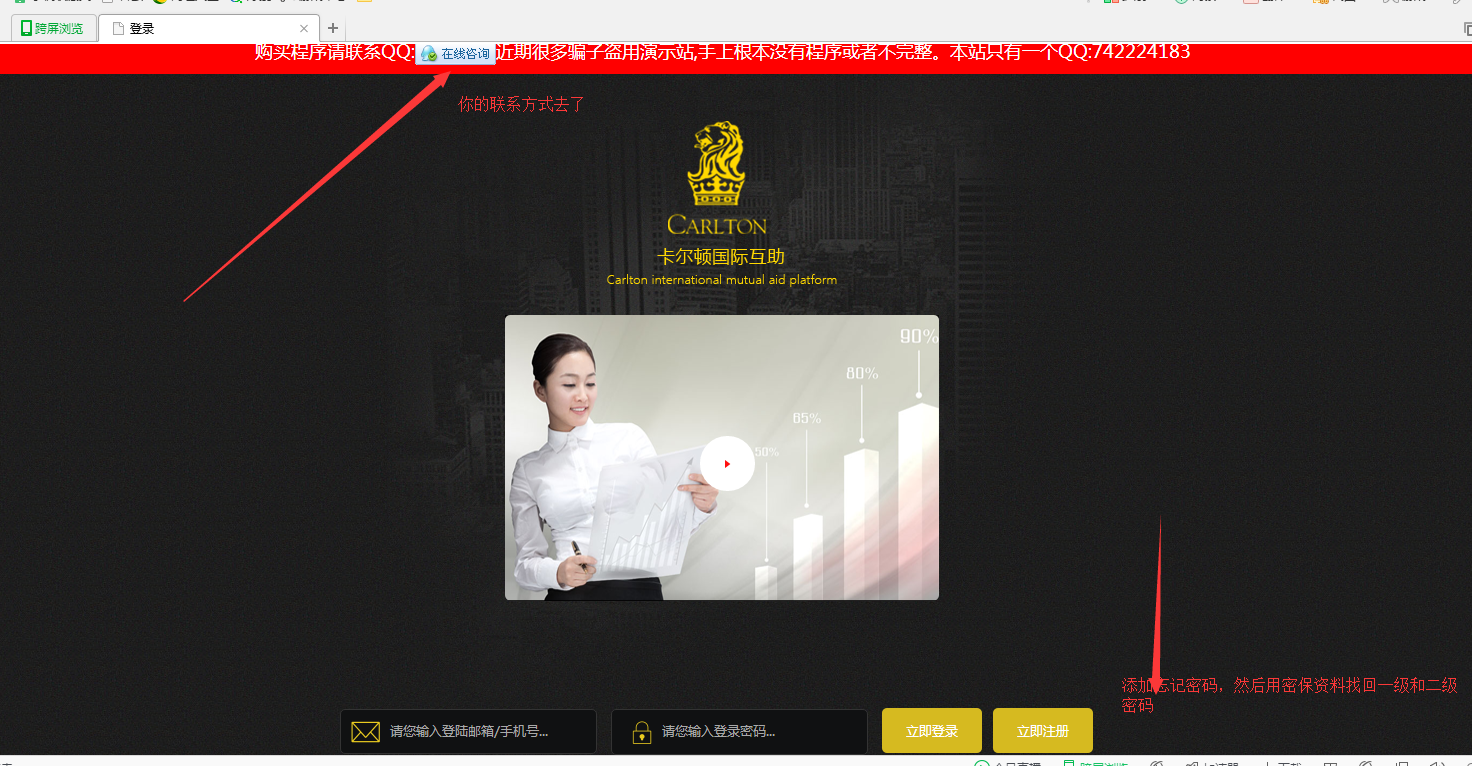 跨屏浏览
登录
购买程序请联系QQ:在线咨询近期很多骗子盗用演示站,手上根本没有程序或者不完整。本站只有一个QQ:742224183
你的联系方式去了
CARLTON
卡尔顿国际互助
Carlton international mutual aid platform
90%
80%
65%
50%
添加忘记密码，然后用密保资料找回一级和二级
密码
请您输入登陆邮箱/手机号...
请您输入登录密码...
立即登录
立即注册